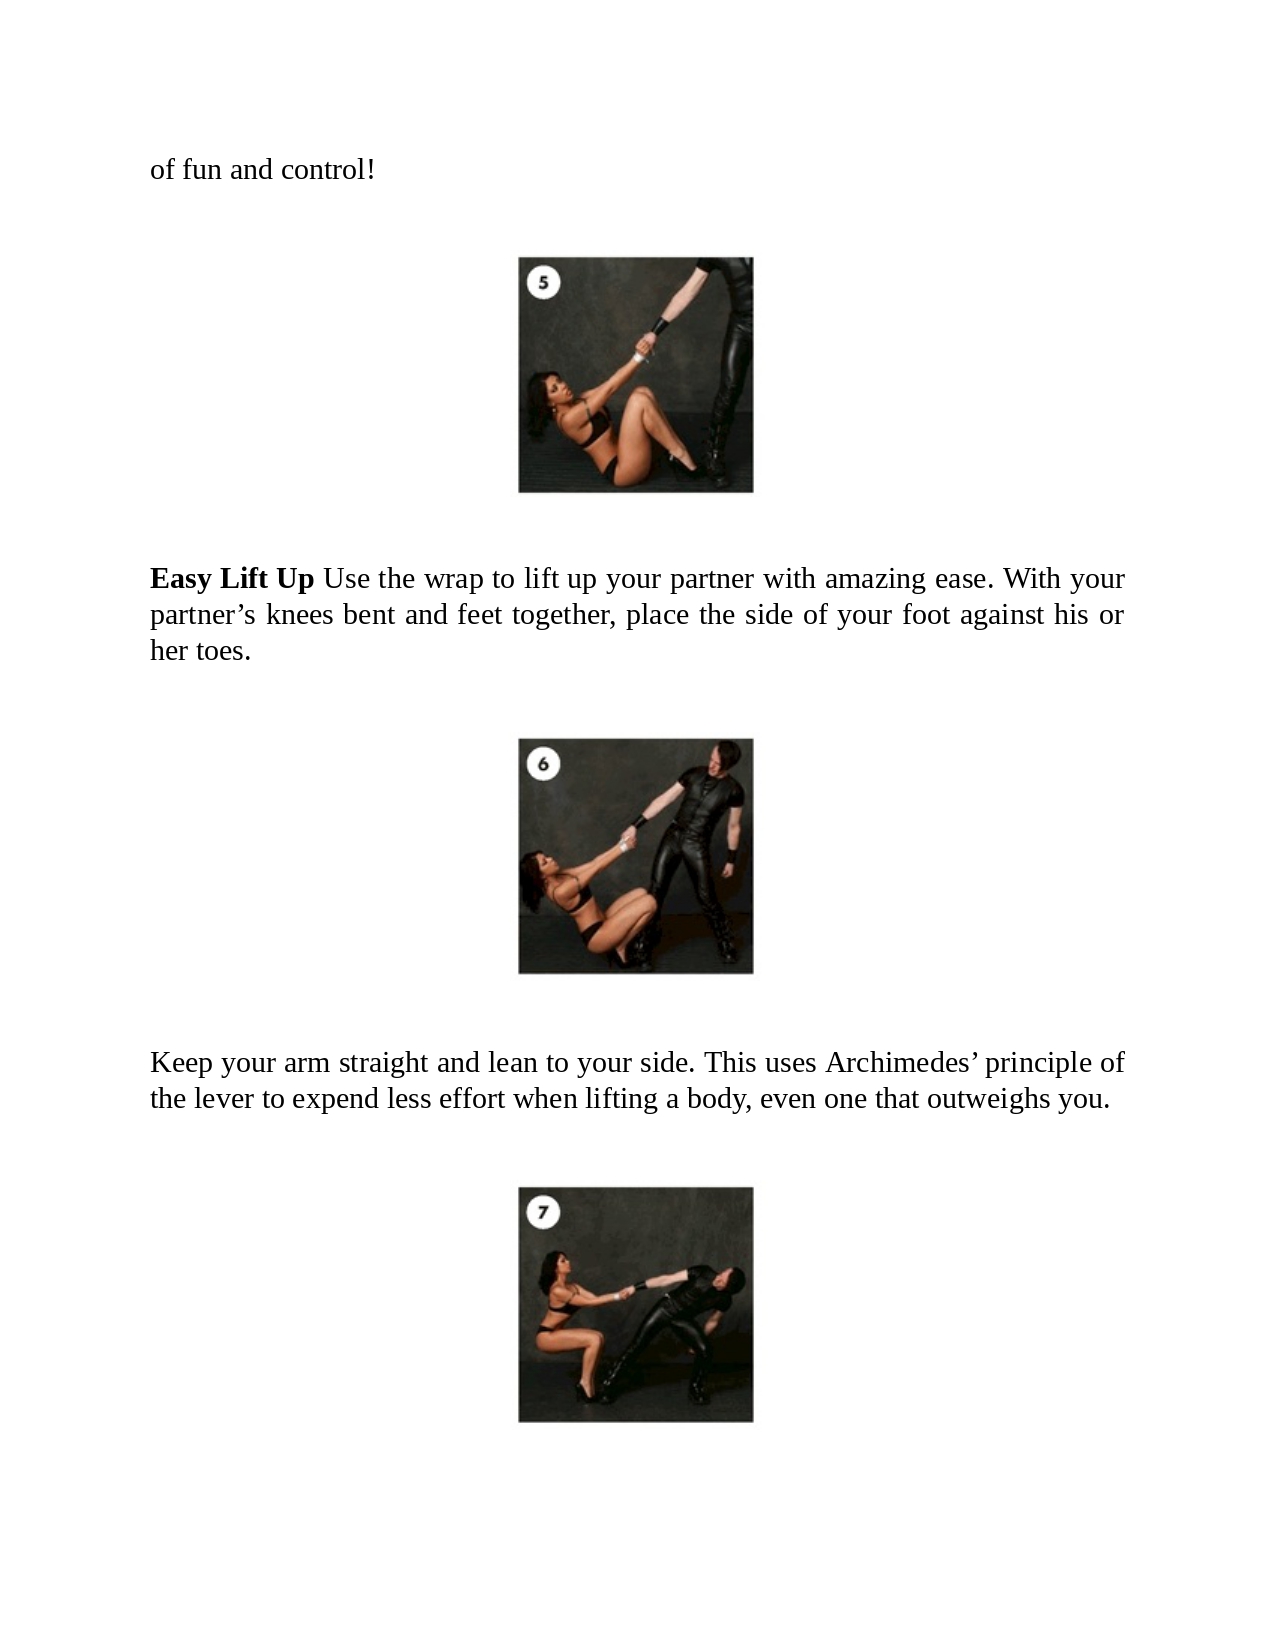 of fun and control!
5
Easy Lift Up Use the wrap to lift up your partner with amazing ease. With your
partner’s knees bent and feet together, place the side of your foot against his or
her toes.
6
Keep your arm straight and lean to your side. This uses Archimedes’ principle of
the lever to expend less effort when lifting a body, even one that outweighs you.
7